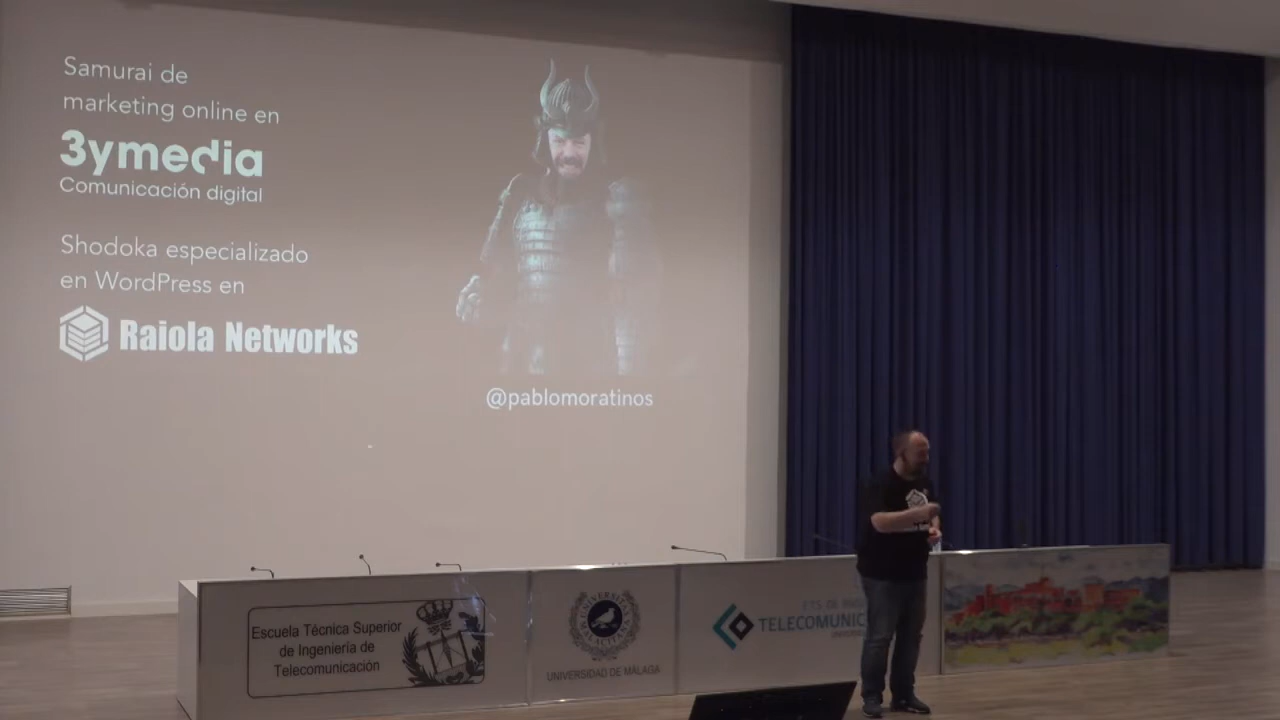 Samurai de
marketing online en
3ymedia
Comunicación digital
Shodoka especializado
en WordPress en
Raiola Networks
@pablomoratinos
Escuela Técnica Superior
de Ingeniería de
Telecomunicación
UNIVERSIDAD DE MÁLAGA
TELECOMUNIC